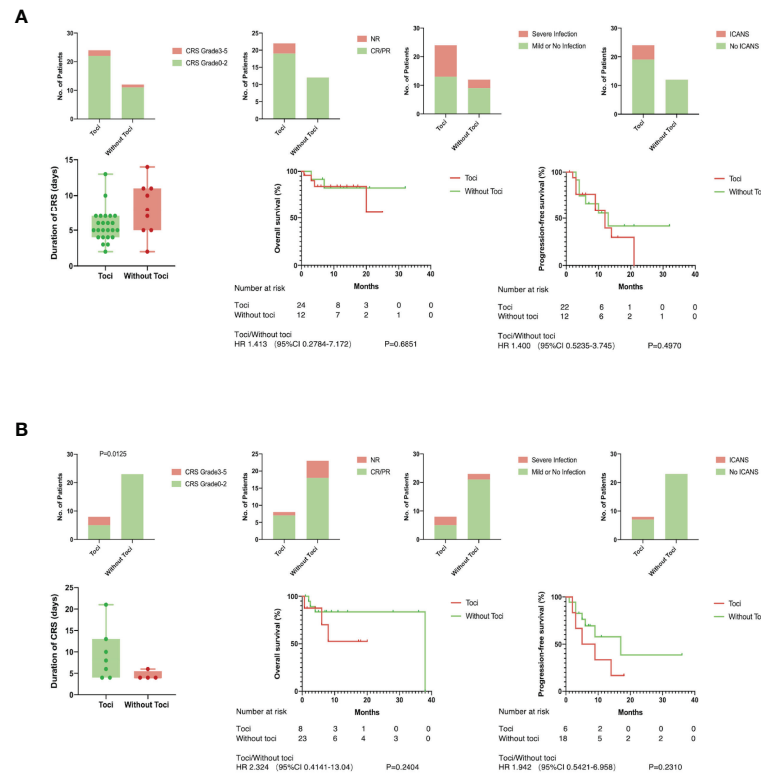 A
CRS Grade3-5
CRS Grade0-2
No. of Patients
30
20
10
0
Toci
Without Toci
NR
CR/PR
No. of Patients
25
20
15
10
5
0
Toci
Without Toci
Severe Infection
Mild or No Infection
No. of Patients
30
20
10
0
Toci
Without Toci
ICANS
No ICANS
No. of Patients
30
20
10
0
Toci
Without Toci
Duration of CRS (days)
15
10
5
0
Toci
Without Toci
Overall survival (%)
100
50
0
0
10
20
30
40
Months
Toci
Without Toci
Number at risk
Toci 24 8 3 0 0
Without toci 12 7 2 1 0
Toci/Without toci
HR 1.413 (95%CI 0.2784-7.172) P=0.6851
Progression-free survival (%)
100
50
0
0
10
20
30
40
Months
Toci
Without To
Number at risk
Toci 22 6 1 0 0
Without toci 12 6 2 1 0
Toci/Without toci
HR 1.400 (95%CI 0.5235-3.745) P=0.4970
B
P=0.0125
CRS Grade3-5
CRS Grade0-2
No. of Patients
30
20
10
0
Toci
Without Toci
NR
CR/PR
No. of Patients
25
20
15
10
5
0
Toci
Without Toci
Severe Infection
Mild or No Infection
No. of Patients
30
20
10
0
Toci
Without Toci
ICANS
No ICANS
No. of Patients
30
20
10
0
Toci
Without Toci
Duration of CRS (days)
25
20
15
10
5
0
Toci
Without Toci
Overall survival (%)
100
50
0
0
10
20
30
40
Months
Toci
Without Toci
Number at risk
Toci 8 3 1 0 0
Without toci 23 6 4 3 0
Toci/Without toci
HR 2.324 (95%CI 0.4141-13.04) P=0.2404
Progression-free survival (%)
100
50
0
0
10
20
30
40
Months
Toci
Without To
Number at risk
Toci 6 2 0 0 0
Without toci 18 5 2 2 0
Toci/Without toci
HR 1.942 (95%CI 0.5421-6.958) P=0.2310